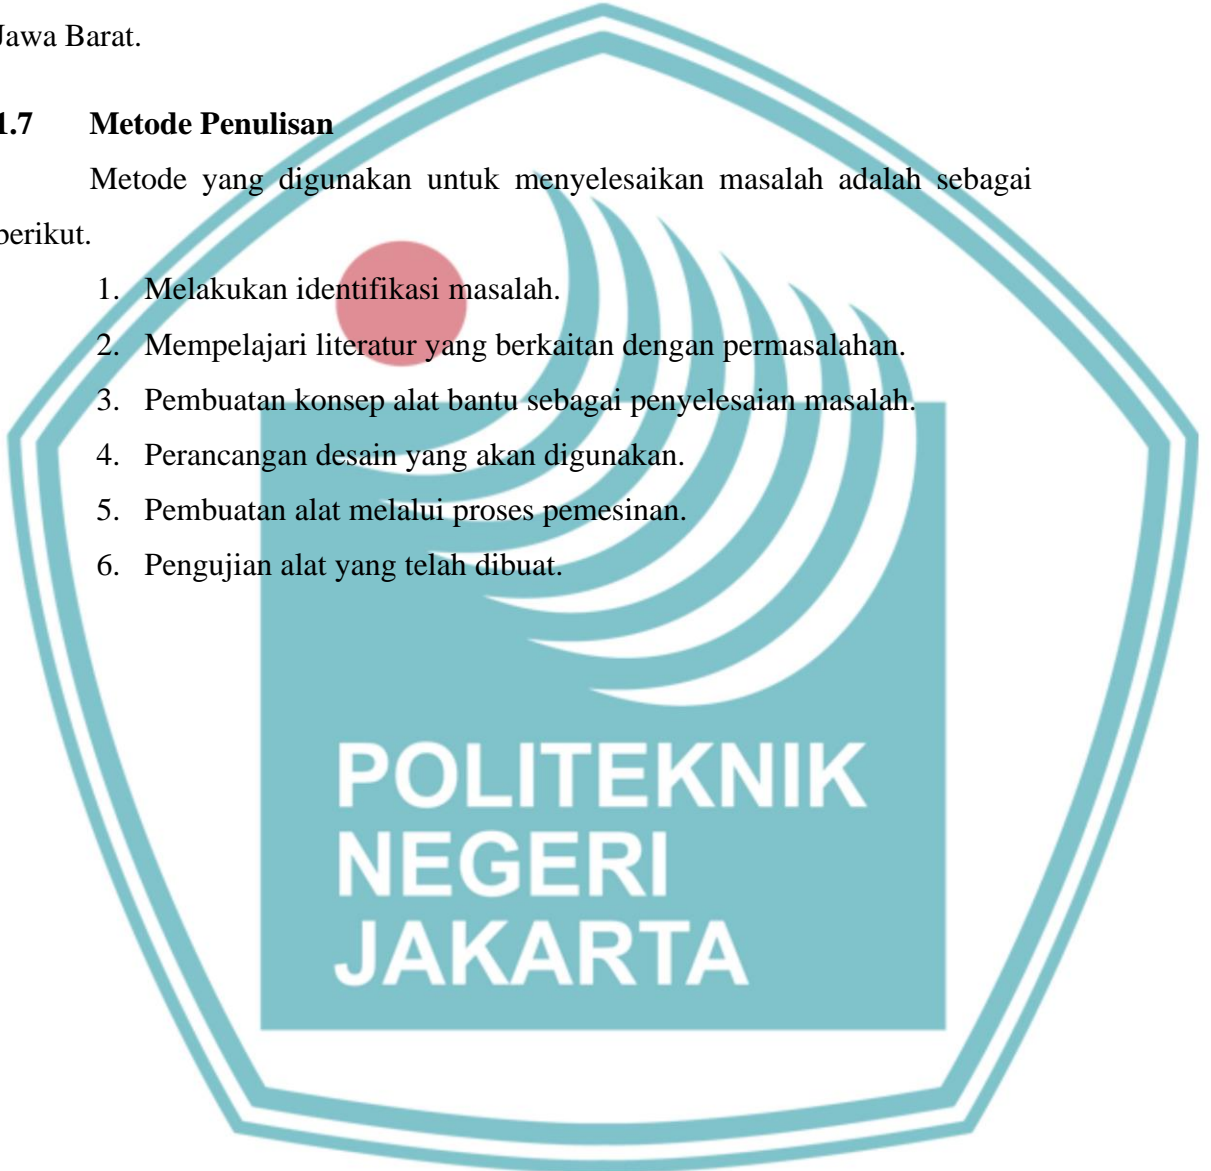 Jawa Barat.
1.7 Metode Penulisan
Metode yang digunakan untuk menyelesaikan masalah adalah sebagai
berikut.
1. Melakukan identifikasi masalah.
2. Mempelajari literatur yang berkaitan dengan permasalahan.
3. Pembuatan konsep alat bantu sebagai penyelesaian masalah.
4. Perancangan desain yang akan digunakan.
5. Pembuatan alat melalui proses pemesinan.
6. Pengujian alat yang telah dibuat.
POLITEKNIK
NEGERI
JAKARTA